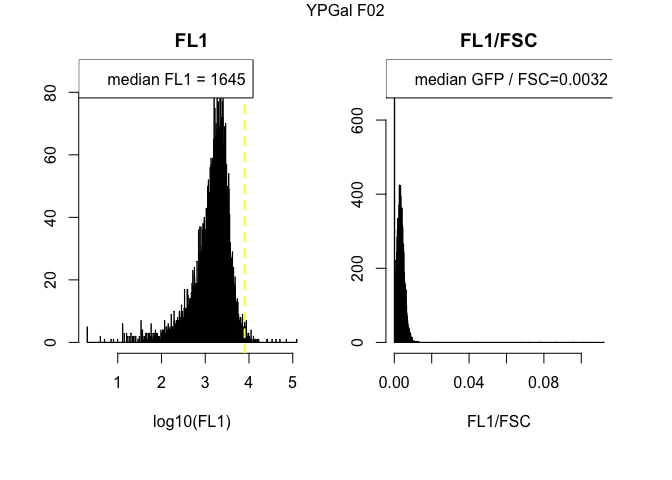 YPGal F02
FL1
median FL1 = 1645
80
60
40
20
0
1 2 3 4 5
log10(FL1)
FL1/FSC
median GFP / FSC=0.0032
600
400
200
0
0.00 0.04 0.08
FL1/FSC